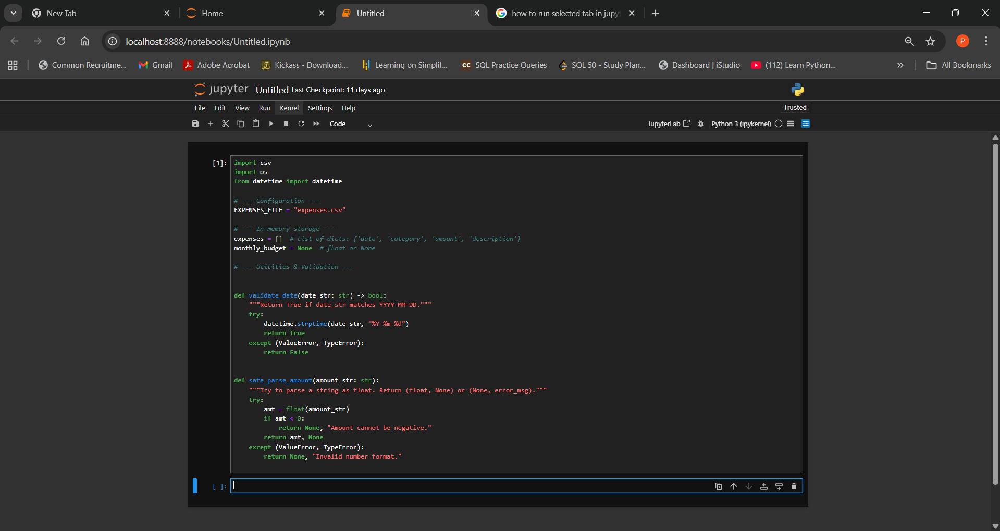 New Tab
Home
Untitled
how to run selected tab in jupyt
localhost:8888/notebooks/Untitled.ipynb
P
Common Recruitme...
Gmail
Adobe Acrobat
Kickass - Download...
Learning on Simplil...
CC SQL Practice Queries
SQL 50 - Study Plan...
Dashboard | iStudio
(112) Learn Python...
All Bookmarks
jupyter Untitled Last Checkpoint: 11 days ago
File Edit View Run Kernel Settings Help
Trusted
Code
JupyterLab
Python 3 (ipykernel)
[3]:
import csv
import os
from datetime import datetime
# --- Configuration ---
EXPENSES_FILE = "expenses.csv"
# --- In-memory storage ---
expenses = [] # list of dicts: {'date', 'category', 'amount', 'description'}
monthly_budget = None # float or None
# --- Utilities & Validation ---
def validate_date(date_str: str) -> bool:
"""Return True if date_str matches YYYY-MM-DD."""
try:
datetime.strptime(date_str, "%Y-%m-%d")
return True
except (ValueError, TypeError):
return False
def safe_parse_amount(amount_str: str):
"""Try to parse a string as float. Return (float, None) or (None, error_msg)."""
try:
amt = float(amount_str)
if amt < 0:
return None, "Amount cannot be negative."
return amt, None
except (ValueError, TypeError):
return None, "Invalid number format."
[ ]: